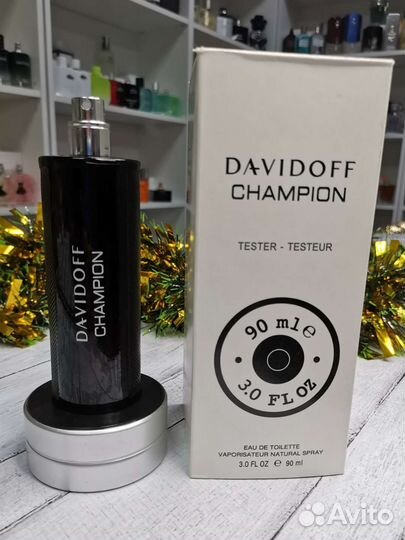 DAVIDOFF
CHAMPION
DAVIDOFF
CHAMPION
TESTER - TESTEUR
90 ml e
3.0 FL OZ
EAU DE TOILETTE
VAPORISATEUR NATURAL SPRAY
3.0 FL OZ e 90 ml
Avito